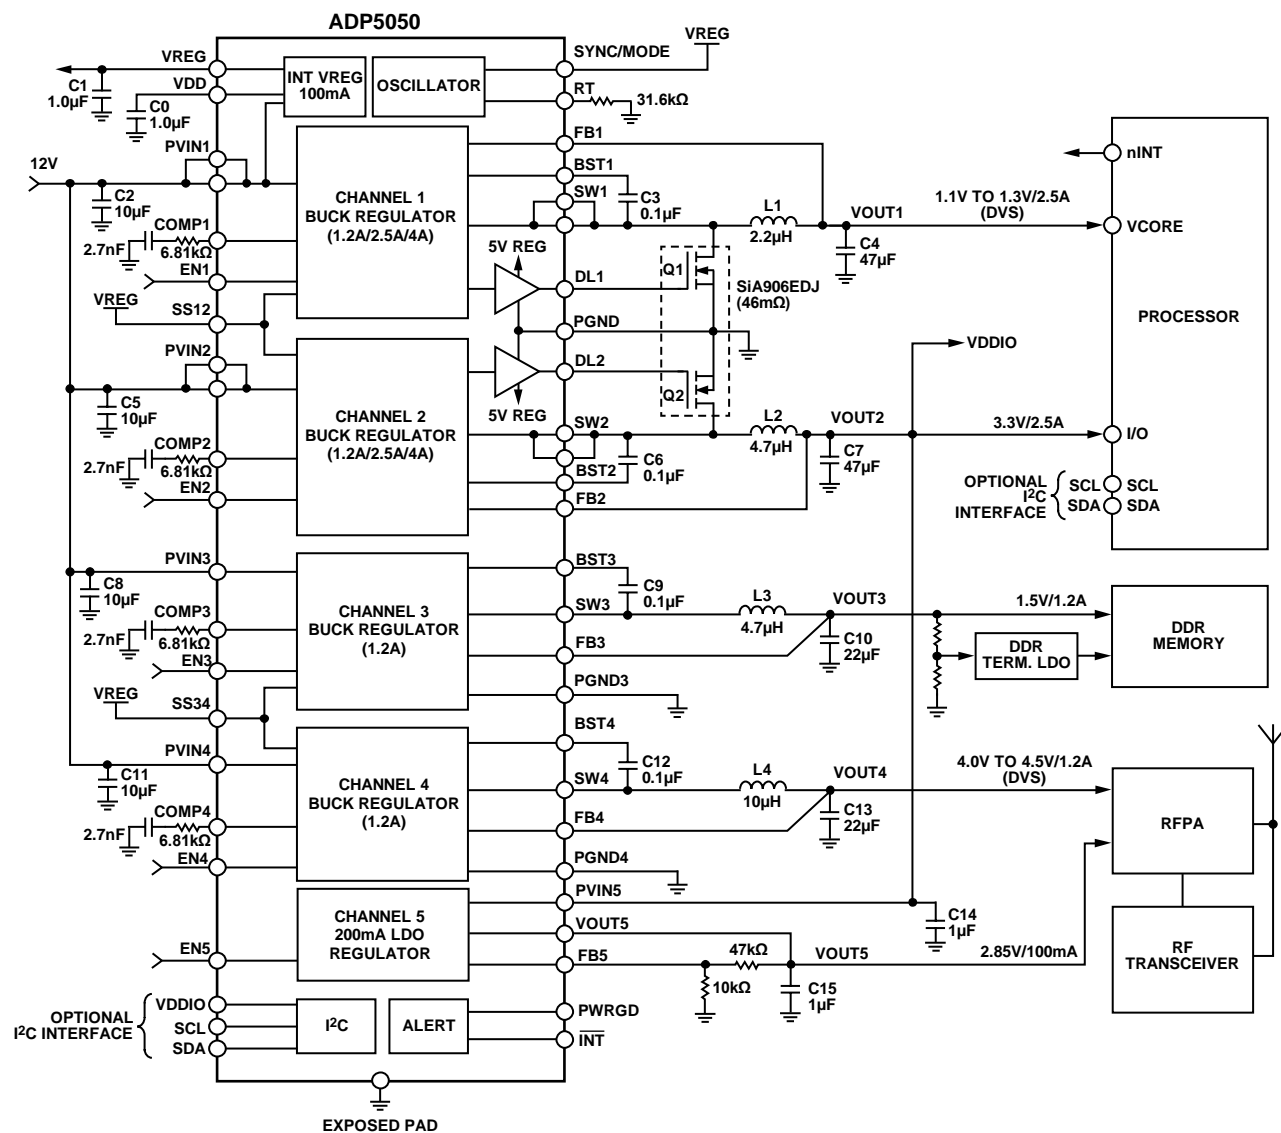 ADP5050
VREG
C1
1.0µF
VDD
C0
1.0µF
INT VREG
100mA
OSCILLATOR
SYNC/MODE
VREG
RT
31.6kΩ
PVIN1
12V
C2
10µF
COMP1
2.7nF
6.81kΩ
EN1
VREG
SS12
CHANNEL 1
BUCK REGULATOR
(1.2A/2.5A/4A)
FB1
BST1
SW1
C3
0.1µF
L1
2.2µH
VOUT1
C4
47µF
1.1V TO 1.3V/2.5A
(DVS)
5V REG
DL1
Q1
SiA906EDJ
(46mΩ)
PGND
DL2
Q2
5V REG
nINT
VCORE
PROCESSOR
VDDIO
PVIN2
C5
10µF
COMP2
2.7nF
6.81kΩ
EN2
CHANNEL 2
BUCK REGULATOR
(1.2A/2.5A/4A)
SW2
BST2
FB2
C6
0.1µF
L2
4.7µH
VOUT2
C7
47µF
3.3V/2.5A
I/O
OPTIONAL
I2C
INTERFACE
SCL
SDA
SCL
SDA
PVIN3
C8
10µF
COMP3
2.7nF
6.81kΩ
EN3
VREG
SS34
CHANNEL 3
BUCK REGULATOR
(1.2A)
BST3
SW3
FB3
PGND3
C9
0.1µF
L3
4.7µH
VOUT3
C10
22µF
1.5V/1.2A
DDR
TERM. LDO
DDR
MEMORY
PVIN4
C11
10µF
COMP4
2.7nF
6.81kΩ
EN4
CHANNEL 4
BUCK REGULATOR
(1.2A)
BST4
SW4
FB4
PGND4
C12
0.1µF
L4
10µH
VOUT4
C13
22µF
4.0V TO 4.5V/1.2A
(DVS)
RFPA
EN5
CHANNEL 5
200mA LDO
REGULATOR
PVIN5
VOUT5
FB5
47kΩ
10kΩ
VOUT5
C15
1µF
C14
1µF
2.85V/100mA
RF
TRANSCEIVER
OPTIONAL
I2C INTERFACE
VDDIO
SCL
SDA
I2C
ALERT
PWRGD
INT
EXPOSED PAD